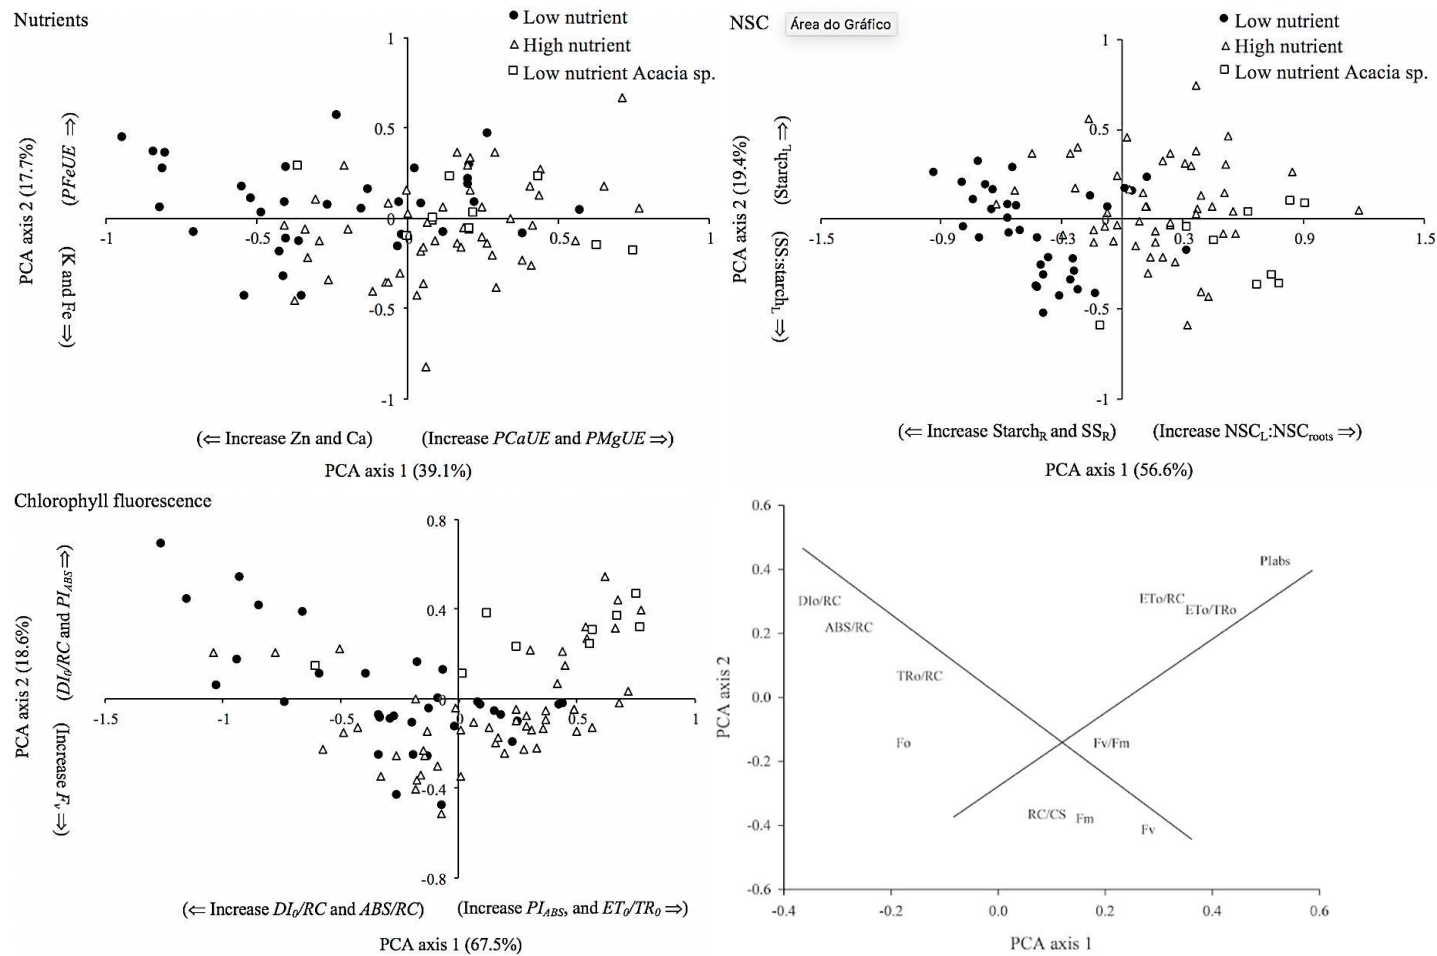 Nutrients
● Low nutrient
△ High nutrient
□ Low nutrient Acacia sp.
1
0.5
0
-0.5
-1
-1
-0.5
0
0.5
1
PCA axis 2 (17.7%)
(K and Fe ⇒)
PFeUE ⇐)
(⇐ Increase Zn and Ca)
(Increase PCaUE and PMgUE ⇒)
PCA axis 1 (39.1%)
NSC
Área do Gráfico
● Low nutrient
△ High nutrient
□ Low nutrient Acacia sp.
1
0.5
0
-0.5
-1
-1.5
-0.9
-0.3
0.3
0.9
1.5
PCA axis 2 (19.4%)
(SS:starchL ⇒)
(StarchL ⇒)
(⇐ Increase StarchR and SSR)
(Increase NSCL:NSCroots ⇒)
PCA axis 1 (56.6%)
Chlorophyll fluorescence
0.8
0.4
0
-0.4
-0.8
-1.5
-1
-0.5
0
0.5
1
PCA axis 2 (18.6%)
(⇐ Increase Fv)
(DI0/RC and PIABS⇒)
(⇐ Increase DI0/RC and ABS/RC)
(Increase PIABS, and ET0/TR0 ⇒)
PCA axis 1 (67.5%)
0.6
0.4
0.2
0.0
-0.2
-0.4
-0.6
PCA axis 2
PIabs
DIo/RC
ETo/RC
ETo/TRo
ABS/RC
TRo/RC
Fo
Fv/Fm
RC/CS
Fm
Fv
-0.4
-0.2
0.0
0.2
0.4
0.6
PCA axis 1